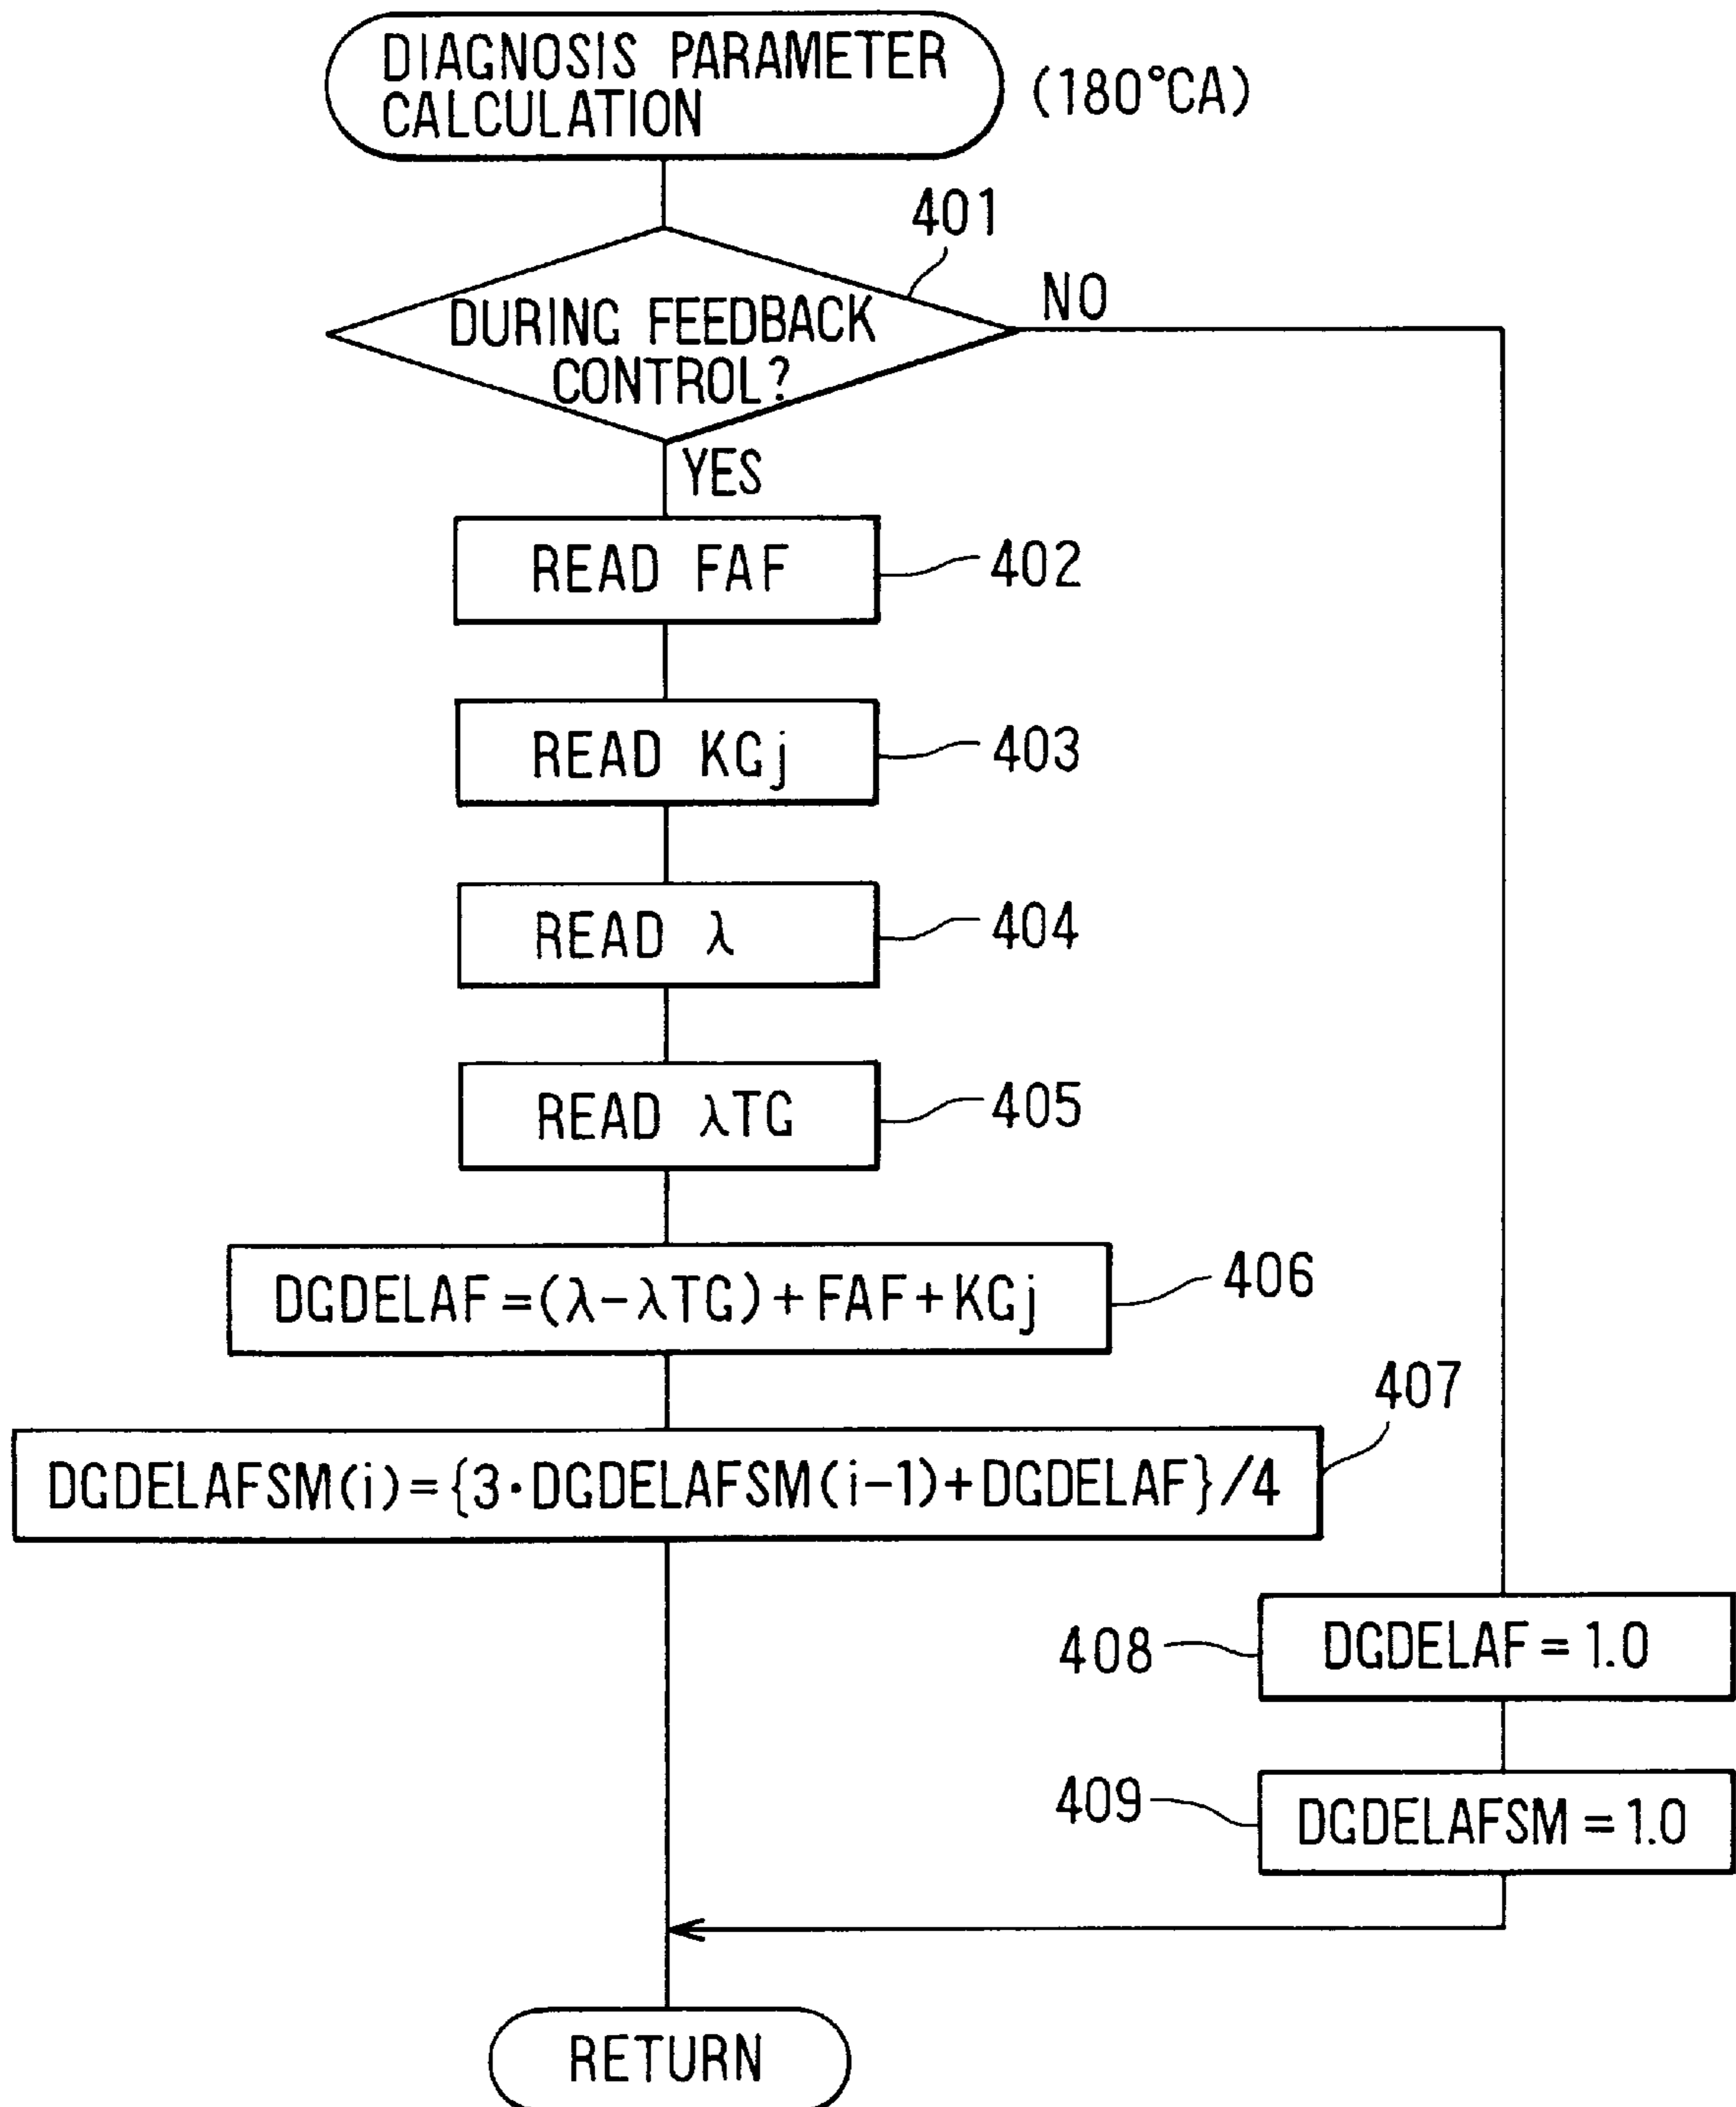 DIAGNOSIS PARAMETER
CALCULATION
(180°CA)
401
DURING FEEDBACK
CONTROL?
NO
YES
READ FAF
402
READ KGj
403
READ λ
404
READ λTG
405
DGDELAF=(λ-λTG)+FAF+KGj
406
407
DGDELAFSM(i)={3·DGDELAFSM(i-1)+DGDELAF}/4
408
DGDELAF=1.0
409
DGDELAFSM=1.0
RETURN